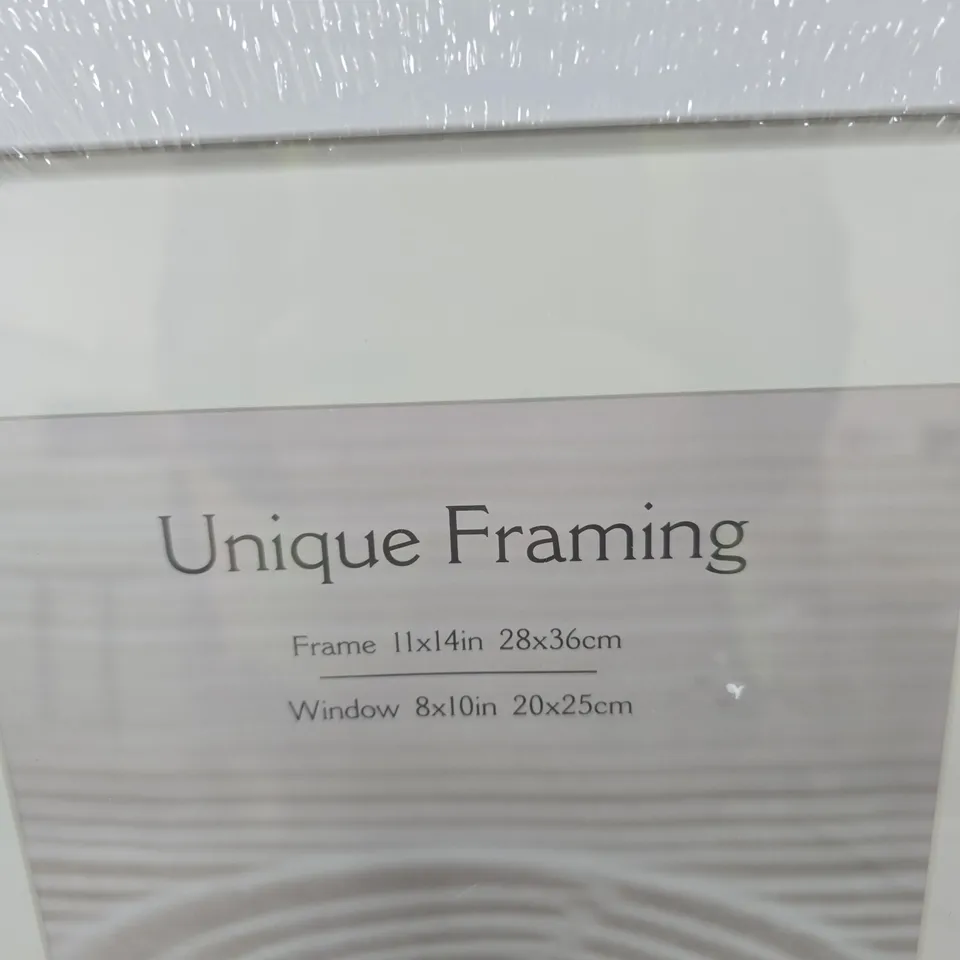 Unique Framing
Frame 11x14in 28x36cm
Window 8x10in 20x25cm